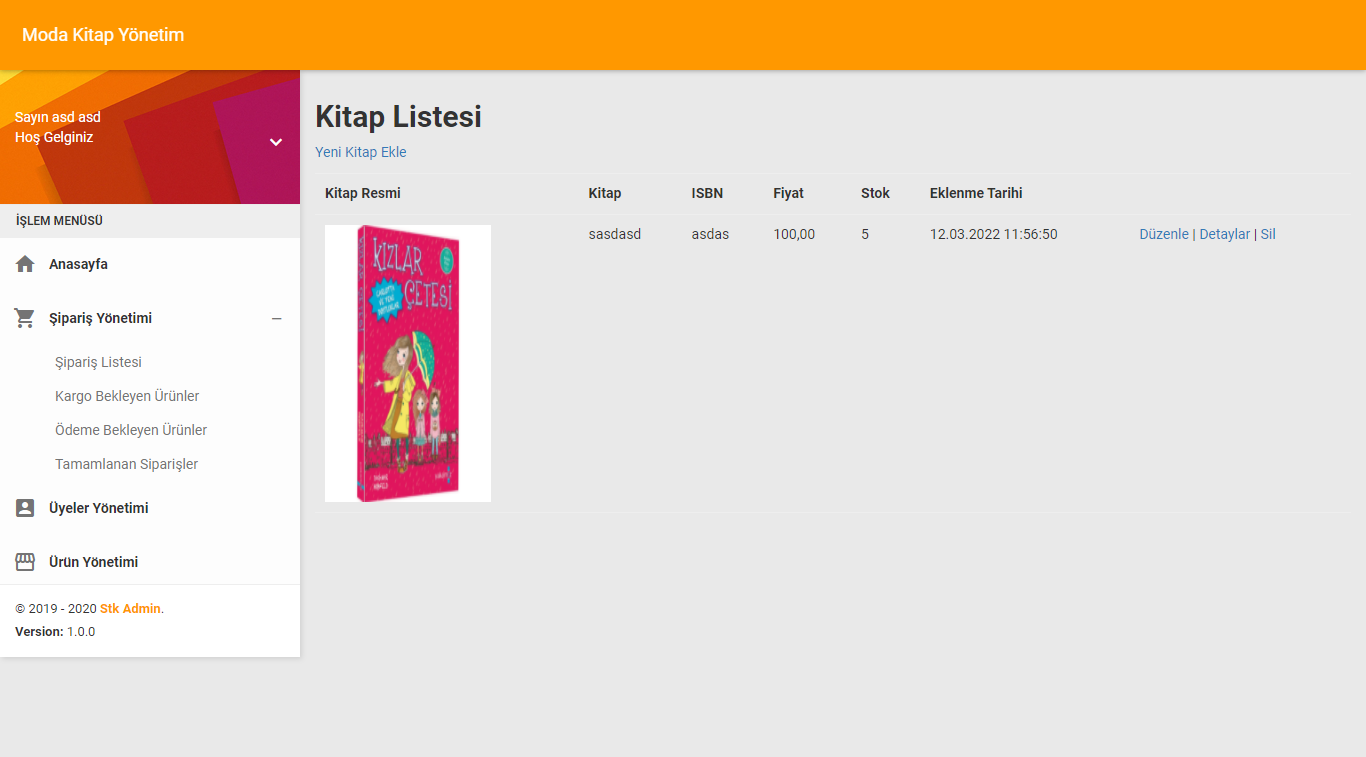 Moda Kitap Yönetim
Sayın asd asd
Hoş Gelginiz
İŞLEM MENÜSÜ
Anasayfa
Şipariş Yönetimi
Şipariş Listesi
Kargo Bekleyen Ürünler
Ödeme Bekleyen Ürünler
Tamamlanan Siparişler
Üyeler Yönetimi
Ürün Yönetimi
© 2019 - 2020 Stk Admin.
Version: 1.0.0
Kitap Listesi
Yeni Kitap Ekle
Kitap Resmi Kitap ISBN Fiyat Stok Eklenme Tarihi
sasdasd asdas 100,00 5 12.03.2022 11:56:50 Düzenle | Detaylar | Sil
KIZLAR
ÇETESİ